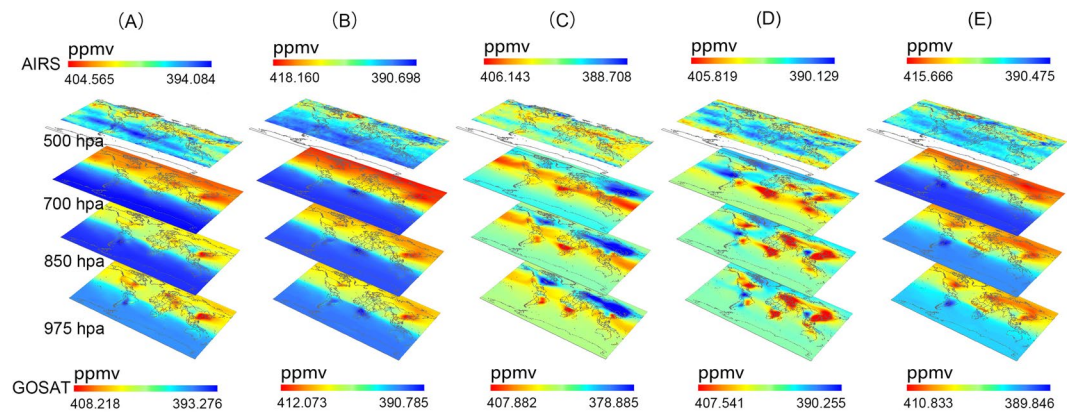 (A) (B) (C) (D) (E)
ppmv ppmv ppmv ppmv ppmv
AIRS
404.565 394.084 418.160 390.698 406.143 388.708 405.819 390.129 415.666 390.475
500 hpa
700 hpa
850 hpa
975 hpa
ppmv ppmv ppmv ppmv ppmv
GOSAT
408.218 393.276 412.073 390.785 407.882 378.885 407.541 390.255 410.833 389.846